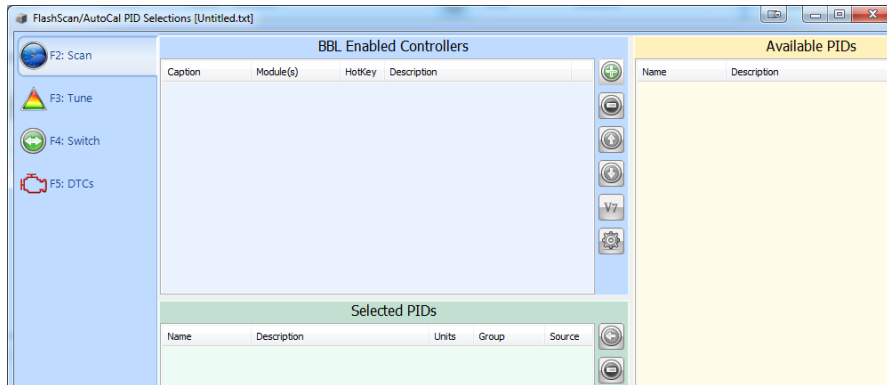 FlashScan/AutoCal PID Selections [Untitled.txt]
F2: Scan
F3: Tune
F4: Switch
F5: DTCs
BBL Enabled Controllers
Caption Module(s) HotKey Description
V7
Selected PIDs
Name Description Units Group Source
Available PIDs
Name Description